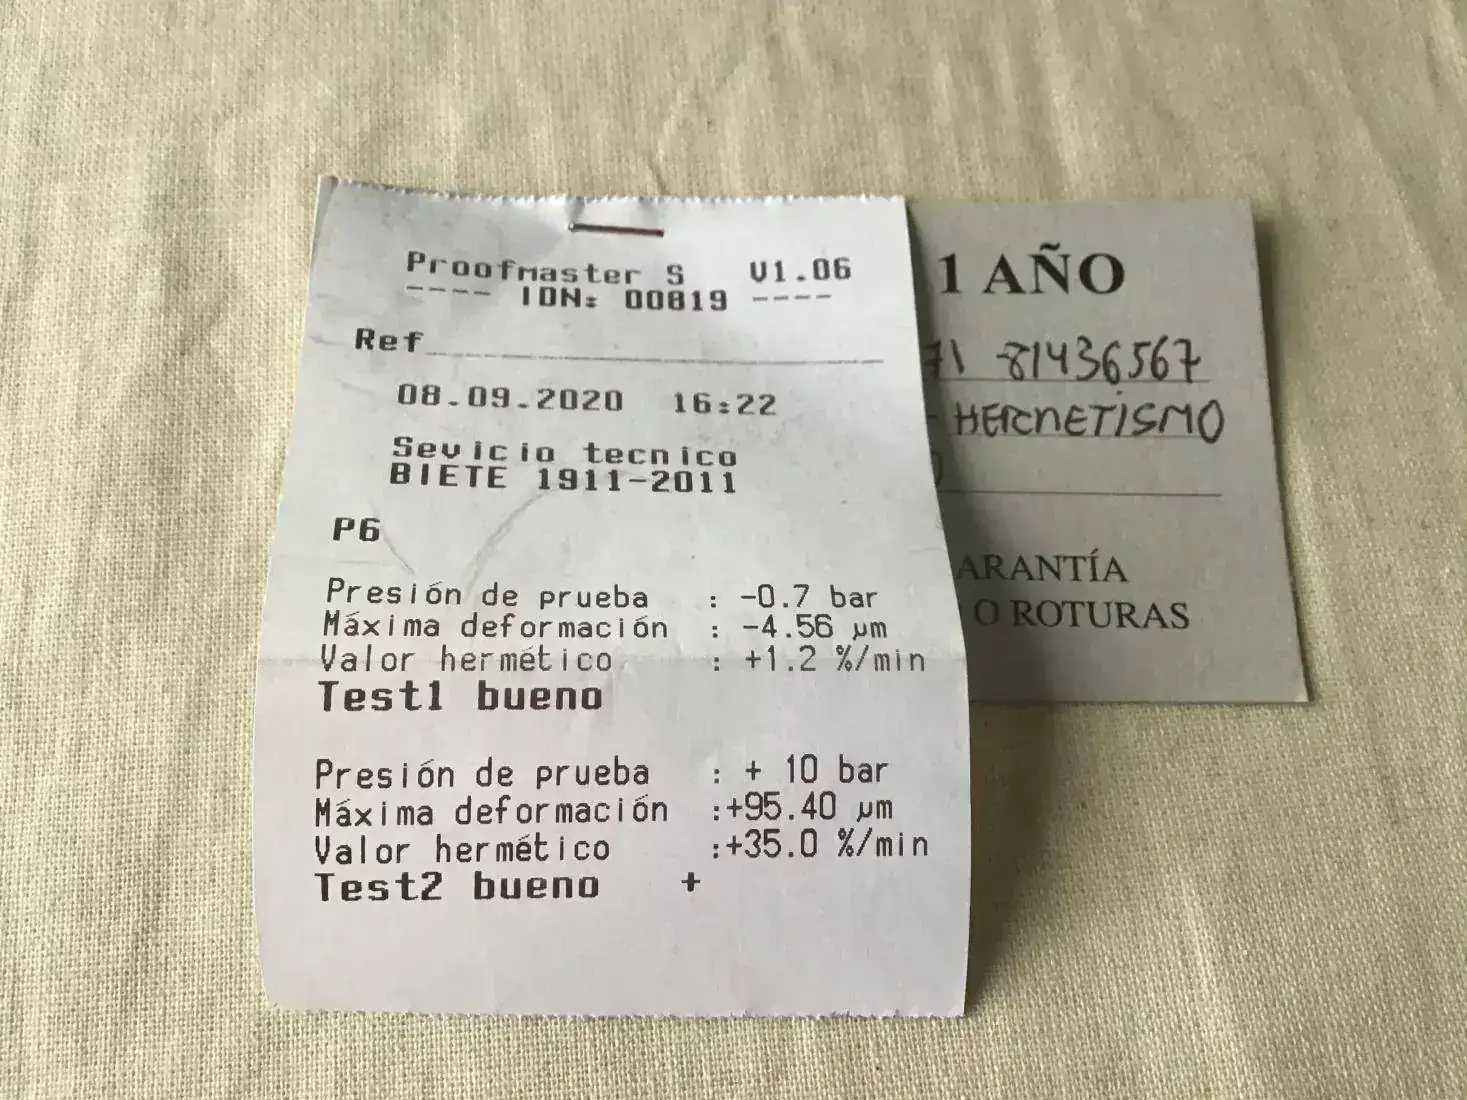 Proofmaster S V1.06
---- IDN: 00819 ----
Ref
08.09.2020 16:22
Sevicio tecnico
BIETE 1911-2011
P6
Presión de prueba : -0.7 bar
Máxima deformación : -4.56 µm
Valor hermético : +1.2 %/min
Test1 bueno
Presión de prueba : + 10 bar
Máxima deformación :+95.40 µm
Valor hermético :+35.0 %/min
Test2 bueno +
1 AÑO
81436567
HERMETISMO
ARANTÍA
O ROTURAS